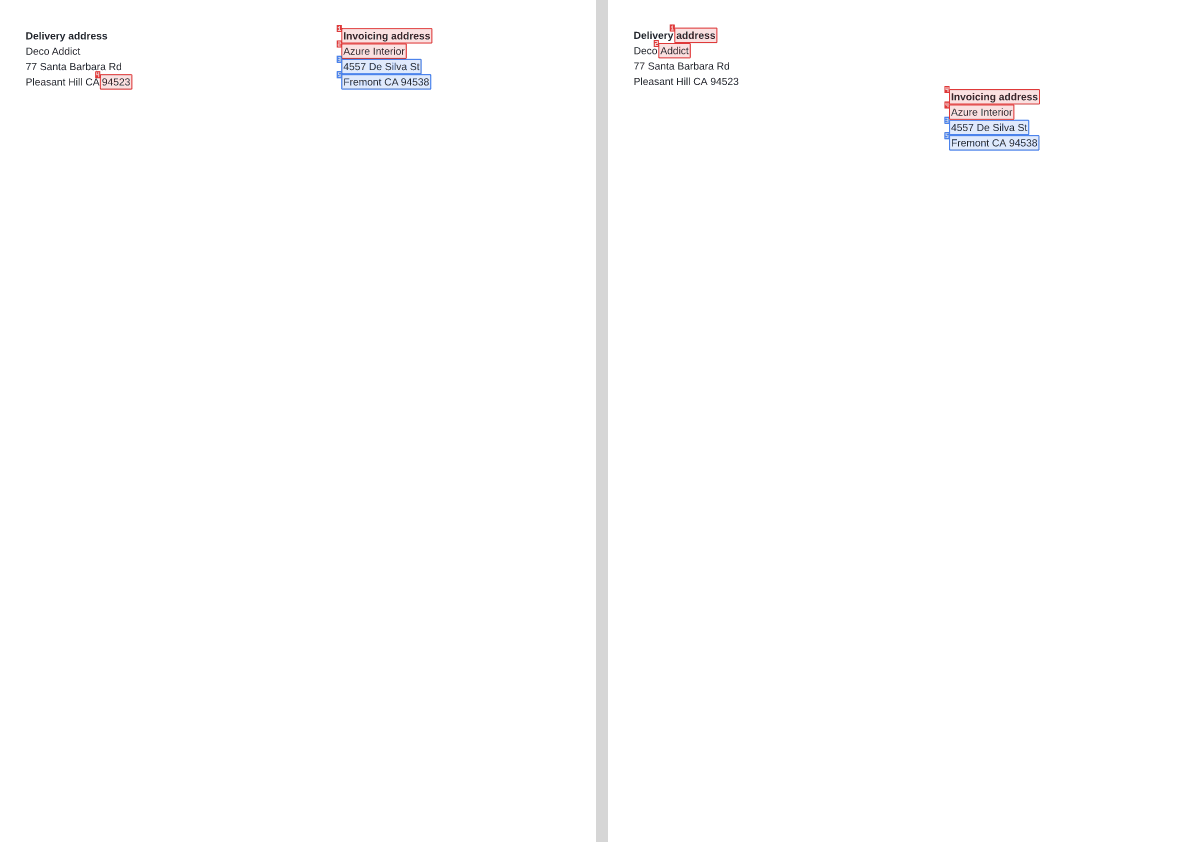 Delivery address
Deco Addict
77 Santa Barbara Rd
Pleasant Hill CA 94523
Invoicing address
Azure Interior
4557 De Silva St
Fremont CA 94538
Delivery address
Deco Addict
77 Santa Barbara Rd
Pleasant Hill CA 94523
Invoicing address
Azure Interior
4557 De Silva St
Fremont CA 94538